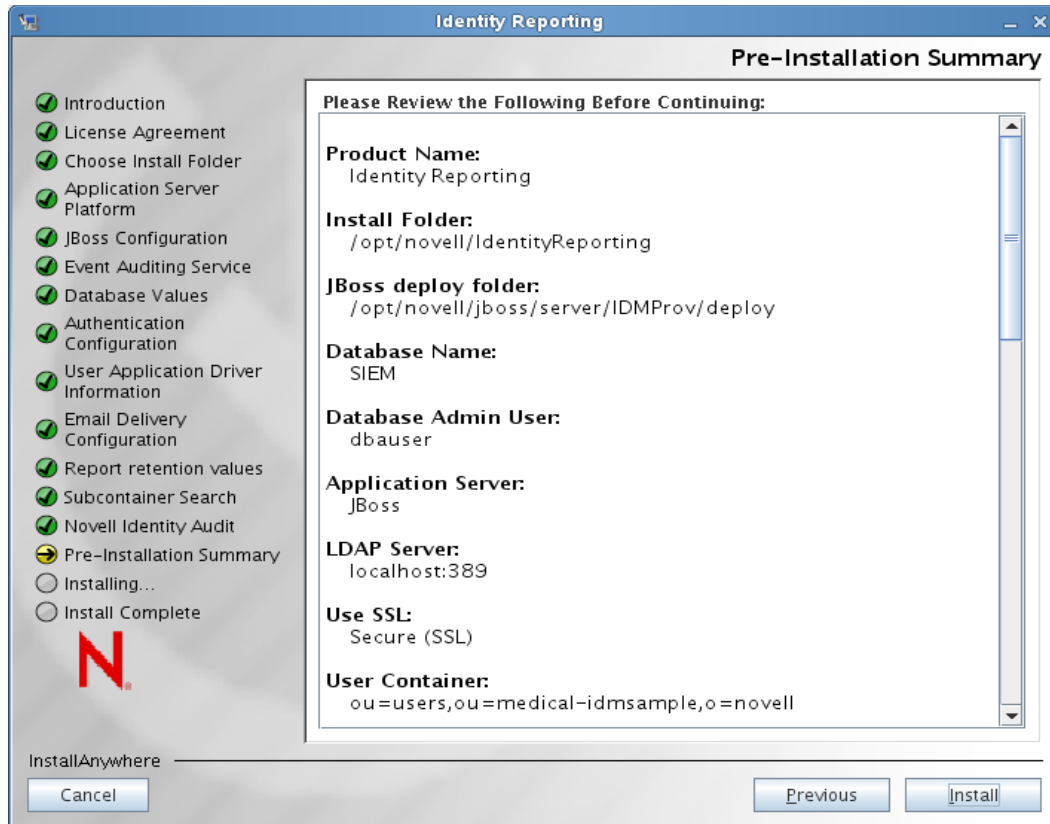 Identity Reporting
Pre-Installation Summary
Introduction
License Agreement
Choose Install Folder
Application Server
Platform
JBoss Configuration
Event Auditing Service
Database Values
Authentication
Configuration
User Application Driver
Information
Email Delivery
Configuration
Report retention values
Subcontainer Search
Novell Identity Audit
Pre-Installation Summary
Installing...
Install Complete
N®
Please Review the Following Before Continuing:
Product Name:
Identity Reporting
Install Folder:
/opt/novell/IdentityReporting
JBoss deploy folder:
/opt/novell/jboss/server/IDMProv/deploy
Database Name:
SIEM
Database Admin User:
dbauser
Application Server:
JBoss
LDAP Server:
localhost:389
Use SSL:
Secure (SSL)
User Container:
ou=users,ou=medical-idmsample,o=novell
InstallAnywhere
Cancel
Previous
Install